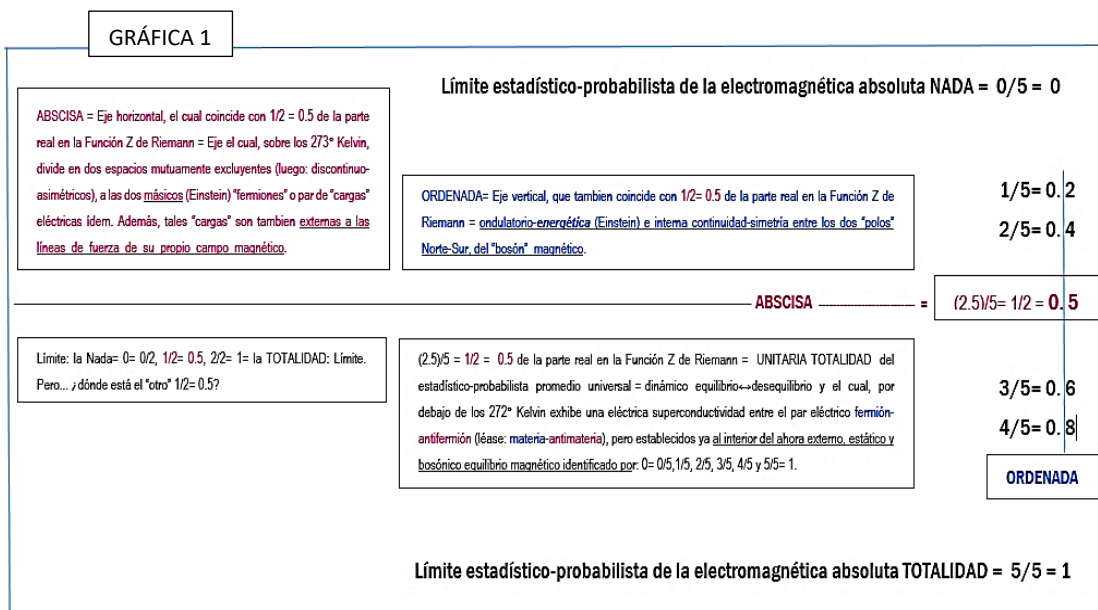 GRÁFICA 1
Límite estadístico-probabilista de la electromagnética absoluta NADA = 0/5 = 0
ABSCISA = Eje horizontal, el cual coincide con 1/2 = 0.5 de la parte
real en la Función Z de Riemann = Eje el cual, sobre los 273° Kelvin,
divide en dos espacios mutuamente excluyentes (luego: discontinuo-
asimétricos), a las dos másicos (Einstein) "fermiones" o par de "cargas"
eléctricas ídem. Además, tales "cargas" son tambien externas a las
líneas de fuerza de su propio campo magnético.
ORDENADA= Eje vertical, que tambien coincide con 1/2= 0.5 de la parte real en la Función Z de
Riemann = ondulatorio-energética (Einstein) e interna continuidad-simetría entre los dos "polos"
Norte-Sur, del "bosón" magnético.
1/5= 0.2
2/5= 0.4
ABSCISA ---------------------------- = (2.5)/5= 1/2 = 0.5
Límite: la Nada= 0= 0/2, 1/2= 0.5, 2/2= 1= la TOTALIDAD: Límite.
Pero... ¿dónde está el "otro" 1/2= 0.5?
(2.5)/5 = 1/2 = 0.5 de la parte real en la Función Z de Riemann = UNITARIA TOTALIDAD del
estadístico-probabilista promedio universal = dinámico equilibrio↔desequilibrio y el cual, por
debajo de los 272° Kelvin exhibe una eléctrica superconductividad entre el par eléctrico fermión-
antifermión (léase: materia-antimateria), pero establecidos ya al interior del ahora externo, estático y
bosónico equilibrio magnético identificado por: 0= 0/5,1/5, 2/5, 3/5, 4/5 y 5/5= 1.
3/5= 0.6
4/5= 0.8
ORDENADA
Límite estadístico-probabilista de la electromagnética absoluta TOTALIDAD = 5/5 = 1